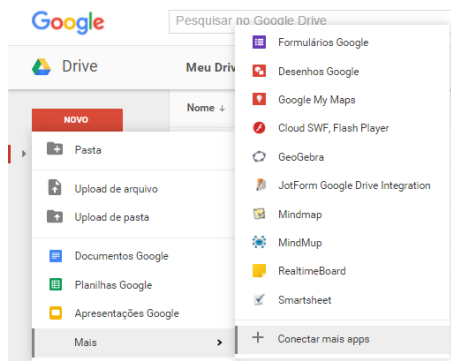 Google
Pesquisar no Google Drive
Drive
Meu Driv
NOVO
Nome ↓
Pasta
Upload de arquivo
Upload de pasta
Documentos Google
Planilhas Google
Apresentações Google
Mais
Formulários Google
Desenhos Google
Google My Maps
Cloud SWF, Flash Player
GeoGebra
JotForm Google Drive Integration
Mindmap
MindMup
RealtimeBoard
Smartsheet
Conectar mais apps